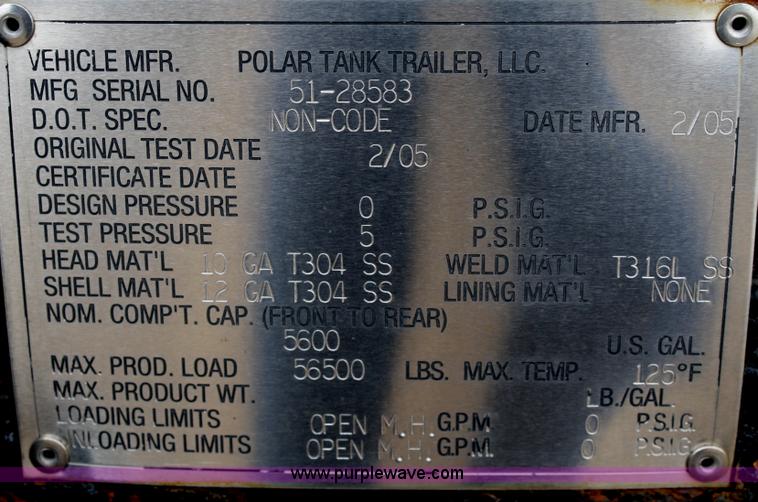 VEHICLE MFR. POLAR TANK TRAILER, LLC.
MFG SERIAL NO. 51-28583
D.O.T. SPEC. NON-CODE DATE MFR. 2/05
ORIGINAL TEST DATE 2/05
CERTIFICATE DATE
DESIGN PRESSURE 0 P.S.I.G.
TEST PRESSURE 5 P.S.I.G.
HEAD MAT'L 10 GA T304 SS WELD MAT'L T316L SS
SHELL MAT'L 12 GA T304 SS LINING MAT'L NONE
NOM. COMP'T. CAP. (FRONT TO REAR)
5600 U.S. GAL.
MAX. PROD. LOAD 56500 LBS. MAX. TEMP. 125°F
MAX. PRODUCT WT. LB./GAL.
LOADING LIMITS OPEN M.H. G.P.M. 0 P.S.I.G.
UNLOADING LIMITS OPEN M.H. G.P.M. 0 P.S.I.G.
www.purplewave.com